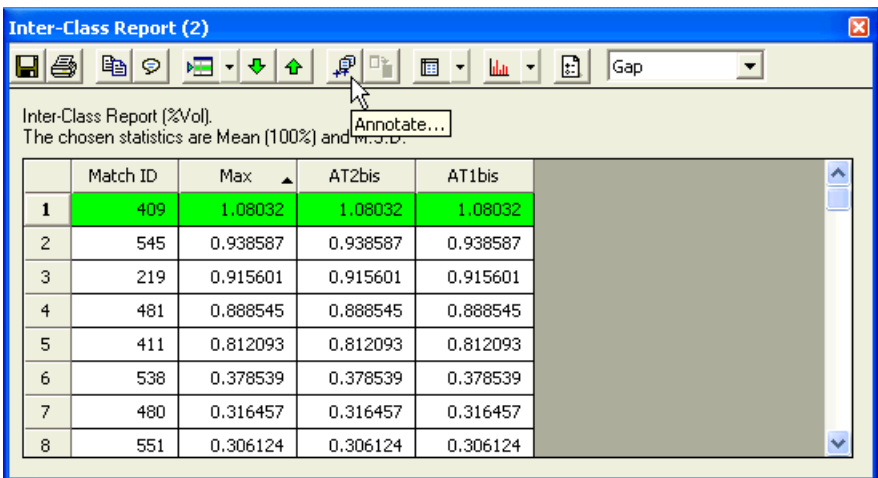 Inter-Class Report (2)
Gap
Inter-Class Report (%Vol).
The chosen statistics are Mean (100%) and M.S.D.
Annotate...
Match ID Max AT2bis AT1bis
1 409 1.08032 1.08032 1.08032
2 545 0.938587 0.938587 0.938587
3 219 0.915601 0.915601 0.915601
4 481 0.888545 0.888545 0.888545
5 411 0.812093 0.812093 0.812093
6 538 0.378539 0.378539 0.378539
7 480 0.316457 0.316457 0.316457
8 551 0.306124 0.306124 0.306124